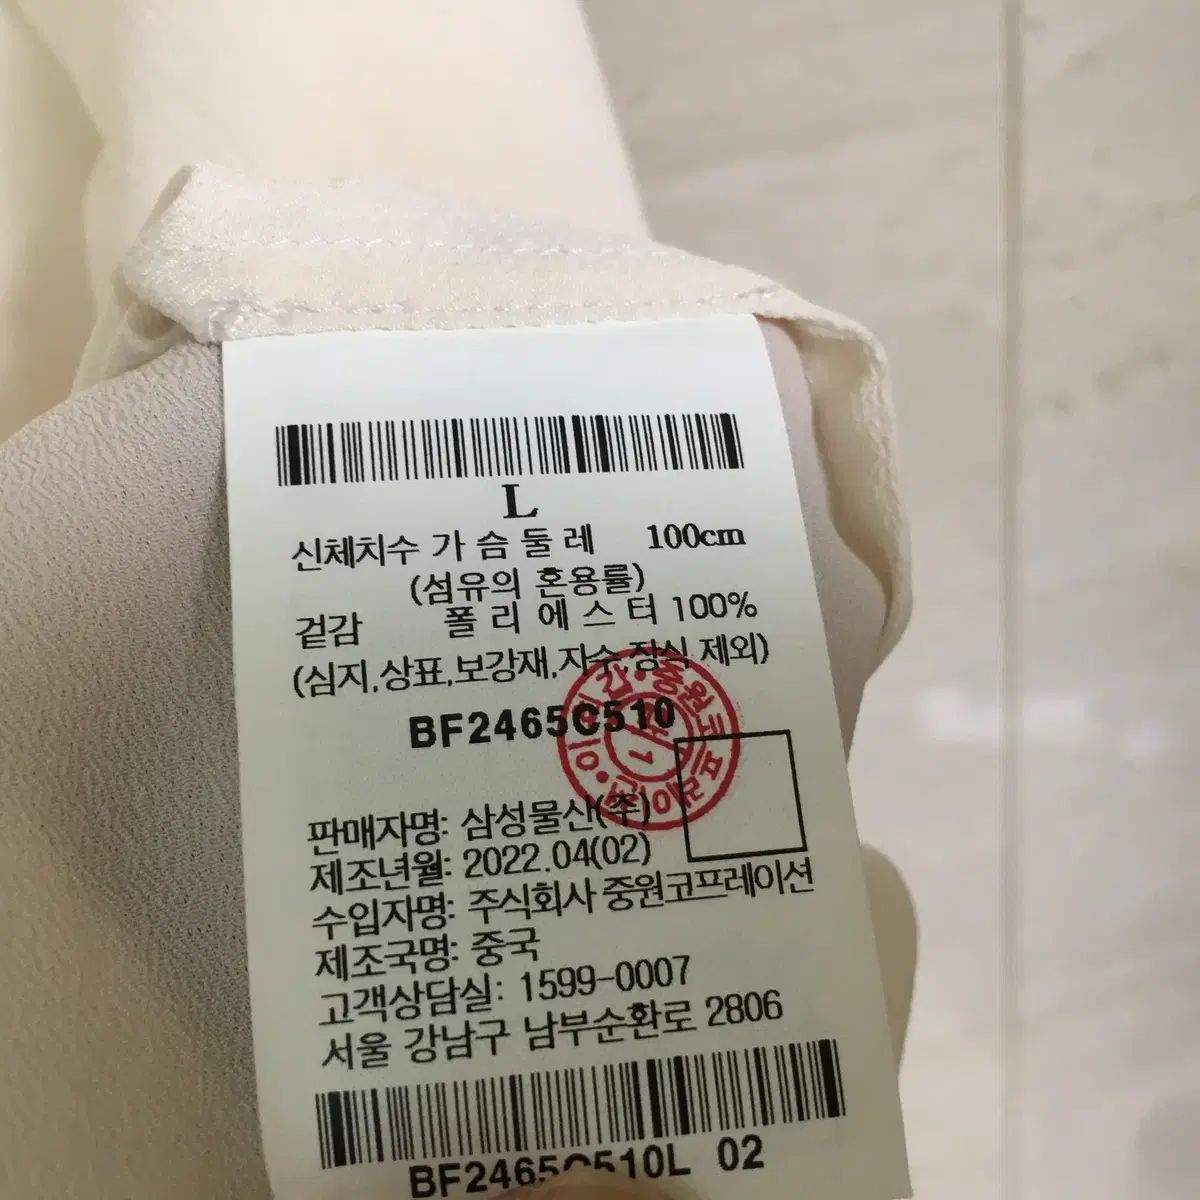 L
신체치수 가슴둘레 100cm
(섬유의 혼용률)
겉감 폴리에스터 100%
(심지,상표,보강재,자수,장식 제외)
BF2465C510
판매자명: 삼성물산(주)
제조년월: 2022.04(02)
수입자명: 주식회사 중원코프레이션
제조국명: 중국
고객상담실: 1599-0007
서울 강남구 남부순환로 2806
BF2465C510L 02